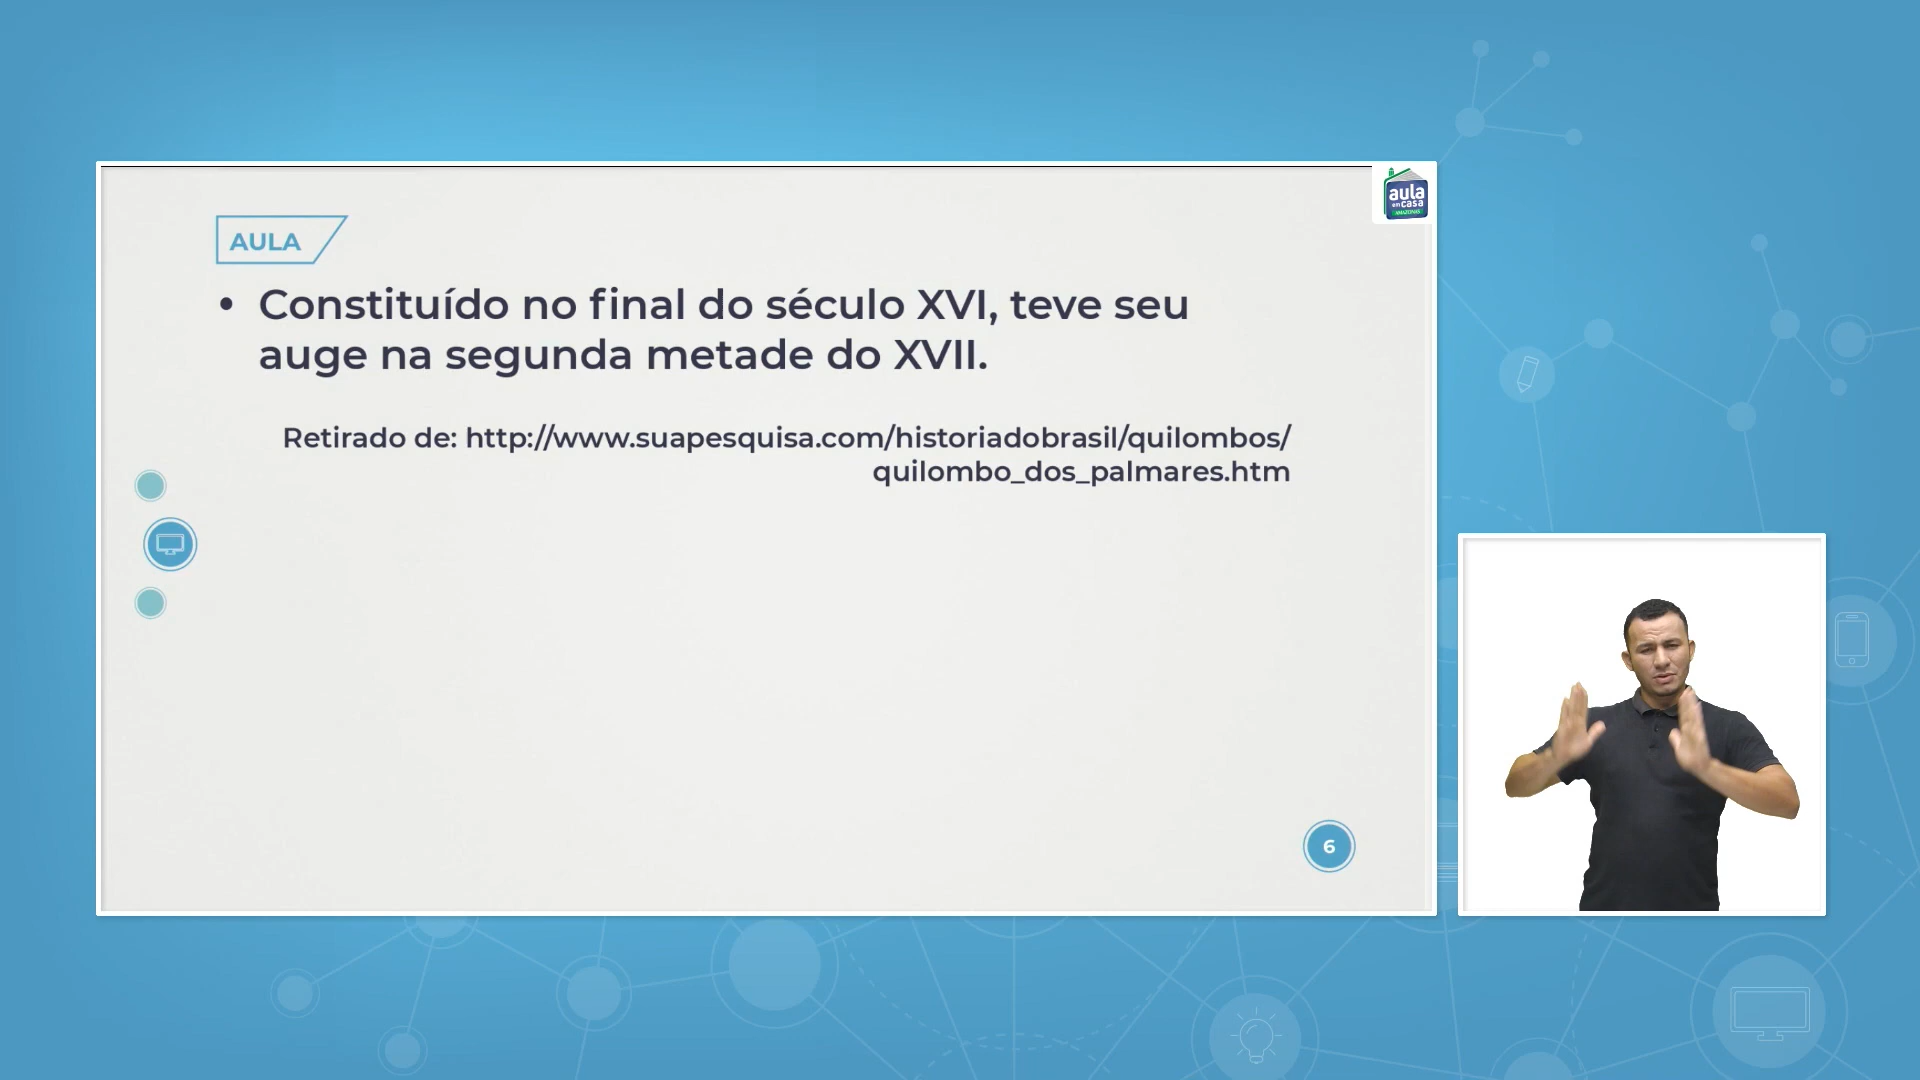 aula
em casa
AMAZONAS
AULA
• Constituído no final do século XVI, teve seu
auge na segunda metade do XVII.
Retirado de: http://www.suapesquisa.com/historiadobrasil/quilombos/
quilombo_dos_palmares.htm
6